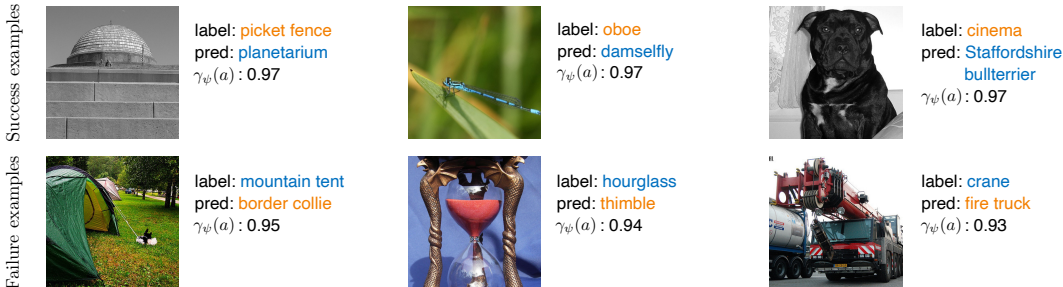 Success examples
label: picket fence
pred: planetarium
γψ(a) : 0.97
label: oboe
pred: damselfly
γψ(a) : 0.97
label: cinema
pred: Staffordshire
bullterrier
γψ(a) : 0.97
Failure examples
label: mountain tent
pred: border collie
γψ(a) : 0.95
label: hourglass
pred: thimble
γψ(a) : 0.94
label: crane
pred: fire truck
γψ(a) : 0.93